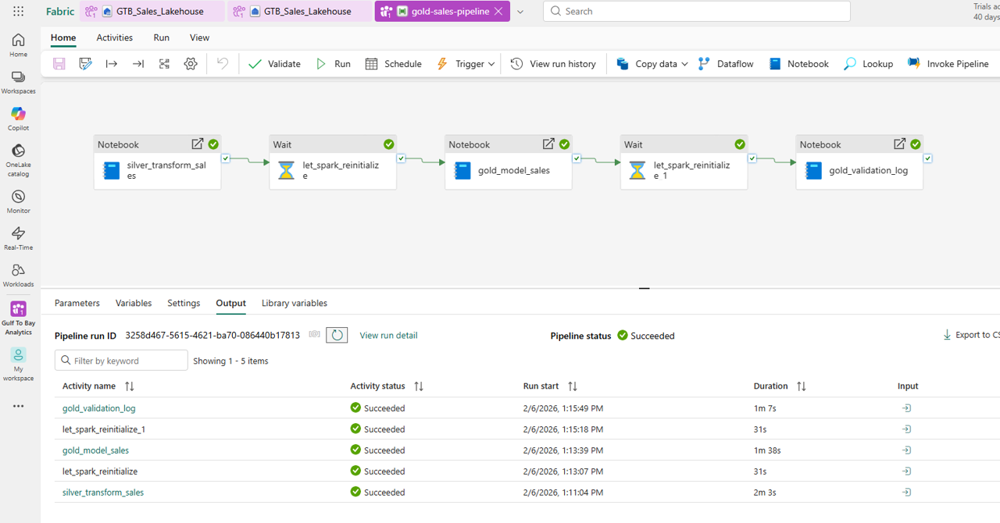 Fabric
GTB_Sales_Lakehouse
GTB_Sales_Lakehouse
gold-sales-pipeline
Search
Trials ac
40 days
Home
Workspaces
Copilot
OneLake
catalog
Monitor
Real-Time
Workloads
Gulf To Bay
Analytics
My
workspace
Home Activities Run View
Validate Run Schedule Trigger View run history Copy data Dataflow Notebook Lookup Invoke Pipeline
Notebook
silver_transform_sal
es
Wait
let_spark_reinitializ
e
Notebook
gold_model_sales
Wait
let_spark_reinitializ
e_1
Notebook
gold_validation_log
Parameters Variables Settings Output Library variables
Pipeline run ID 3258d467-5615-4621-ba70-086440b17813 View run detail Pipeline status Succeeded Export to CS
Filter by keyword Showing 1 - 5 items
Activity name Activity status Run start Duration Input
gold_validation_log Succeeded 2/6/2026, 1:15:49 PM 1m 7s
let_spark_reinitialize_1 Succeeded 2/6/2026, 1:15:18 PM 31s
gold_model_sales Succeeded 2/6/2026, 1:13:39 PM 1m 38s
let_spark_reinitialize Succeeded 2/6/2026, 1:13:07 PM 31s
silver_transform_sales Succeeded 2/6/2026, 1:11:04 PM 2m 3s